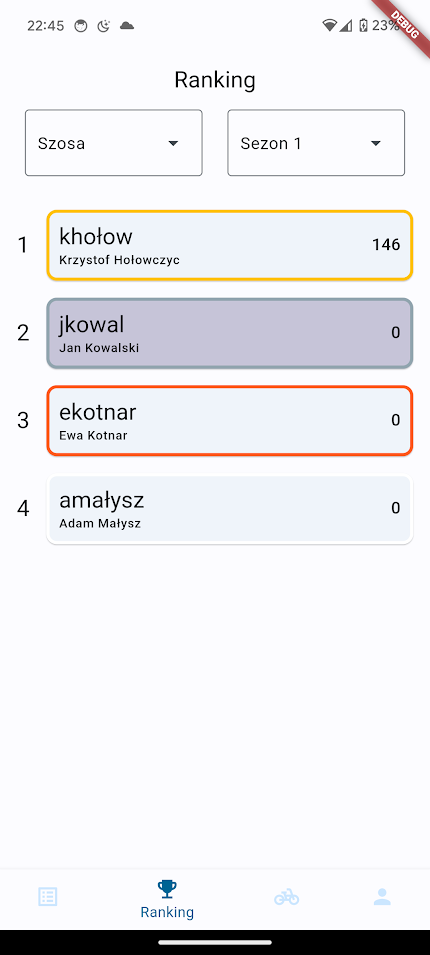 22:45
23%
DEBUG
Ranking
Szosa
Sezon 1
1
khołow
Krzystof Hołowczyc
146
2
jkowal
Jan Kowalski
0
3
ekotnar
Ewa Kotnar
0
4
amałysz
Adam Małysz
0
Ranking